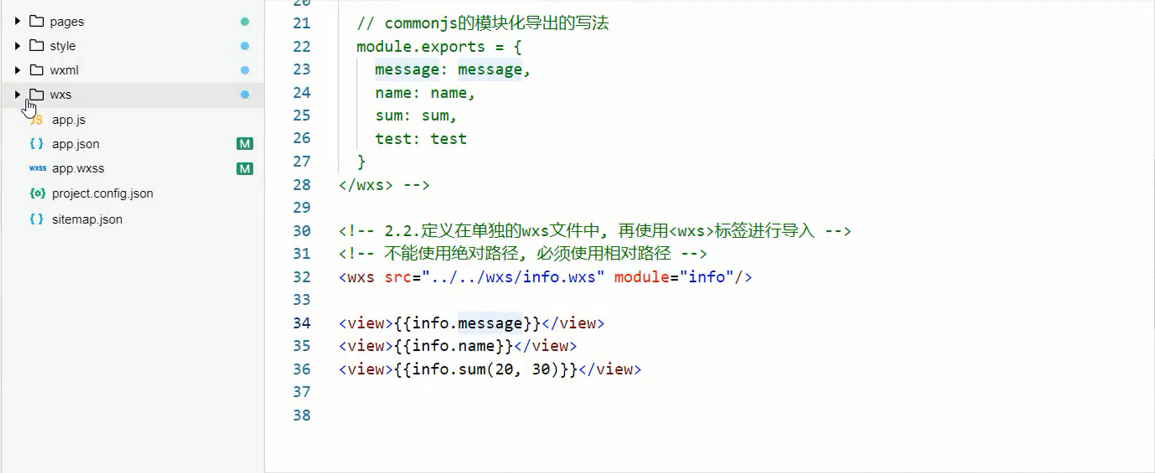 pages
style
wxml
wxs
JS app.js
{ } app.json M
wxss app.wxss M
{o} project.config.json
{ } sitemap.json
20
21 // commonjs的模块化导出的写法
22 module.exports = {
23 message: message,
24 name: name,
25 sum: sum,
26 test: test
27 }
28 </wxs> -->
29
30 <!-- 2.2.定义在单独的wxs文件中, 再使用<wxs>标签进行导入 -->
31 <!-- 不能使用绝对路径, 必须使用相对路径 -->
32 <wxs src="../../wxs/info.wxs" module="info"/>
33
34 <view>{{info.message}}</view>
35 <view>{{info.name}}</view>
36 <view>{{info.sum(20, 30)}}</view>
37
38